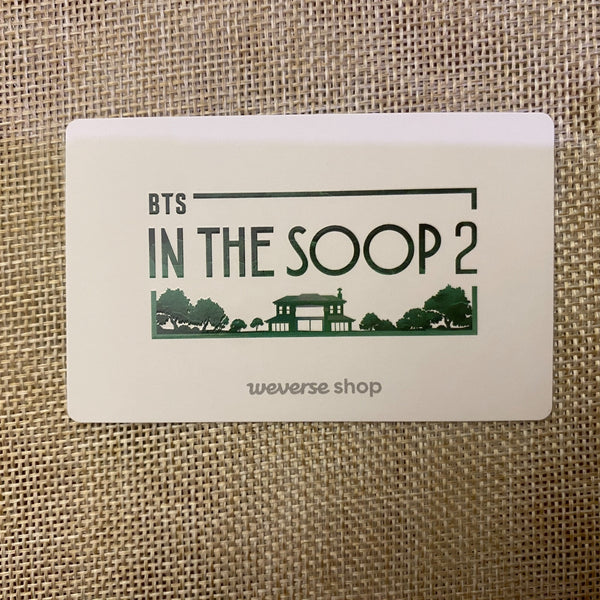 BTS
IN THE SOOP 2
weverse shop